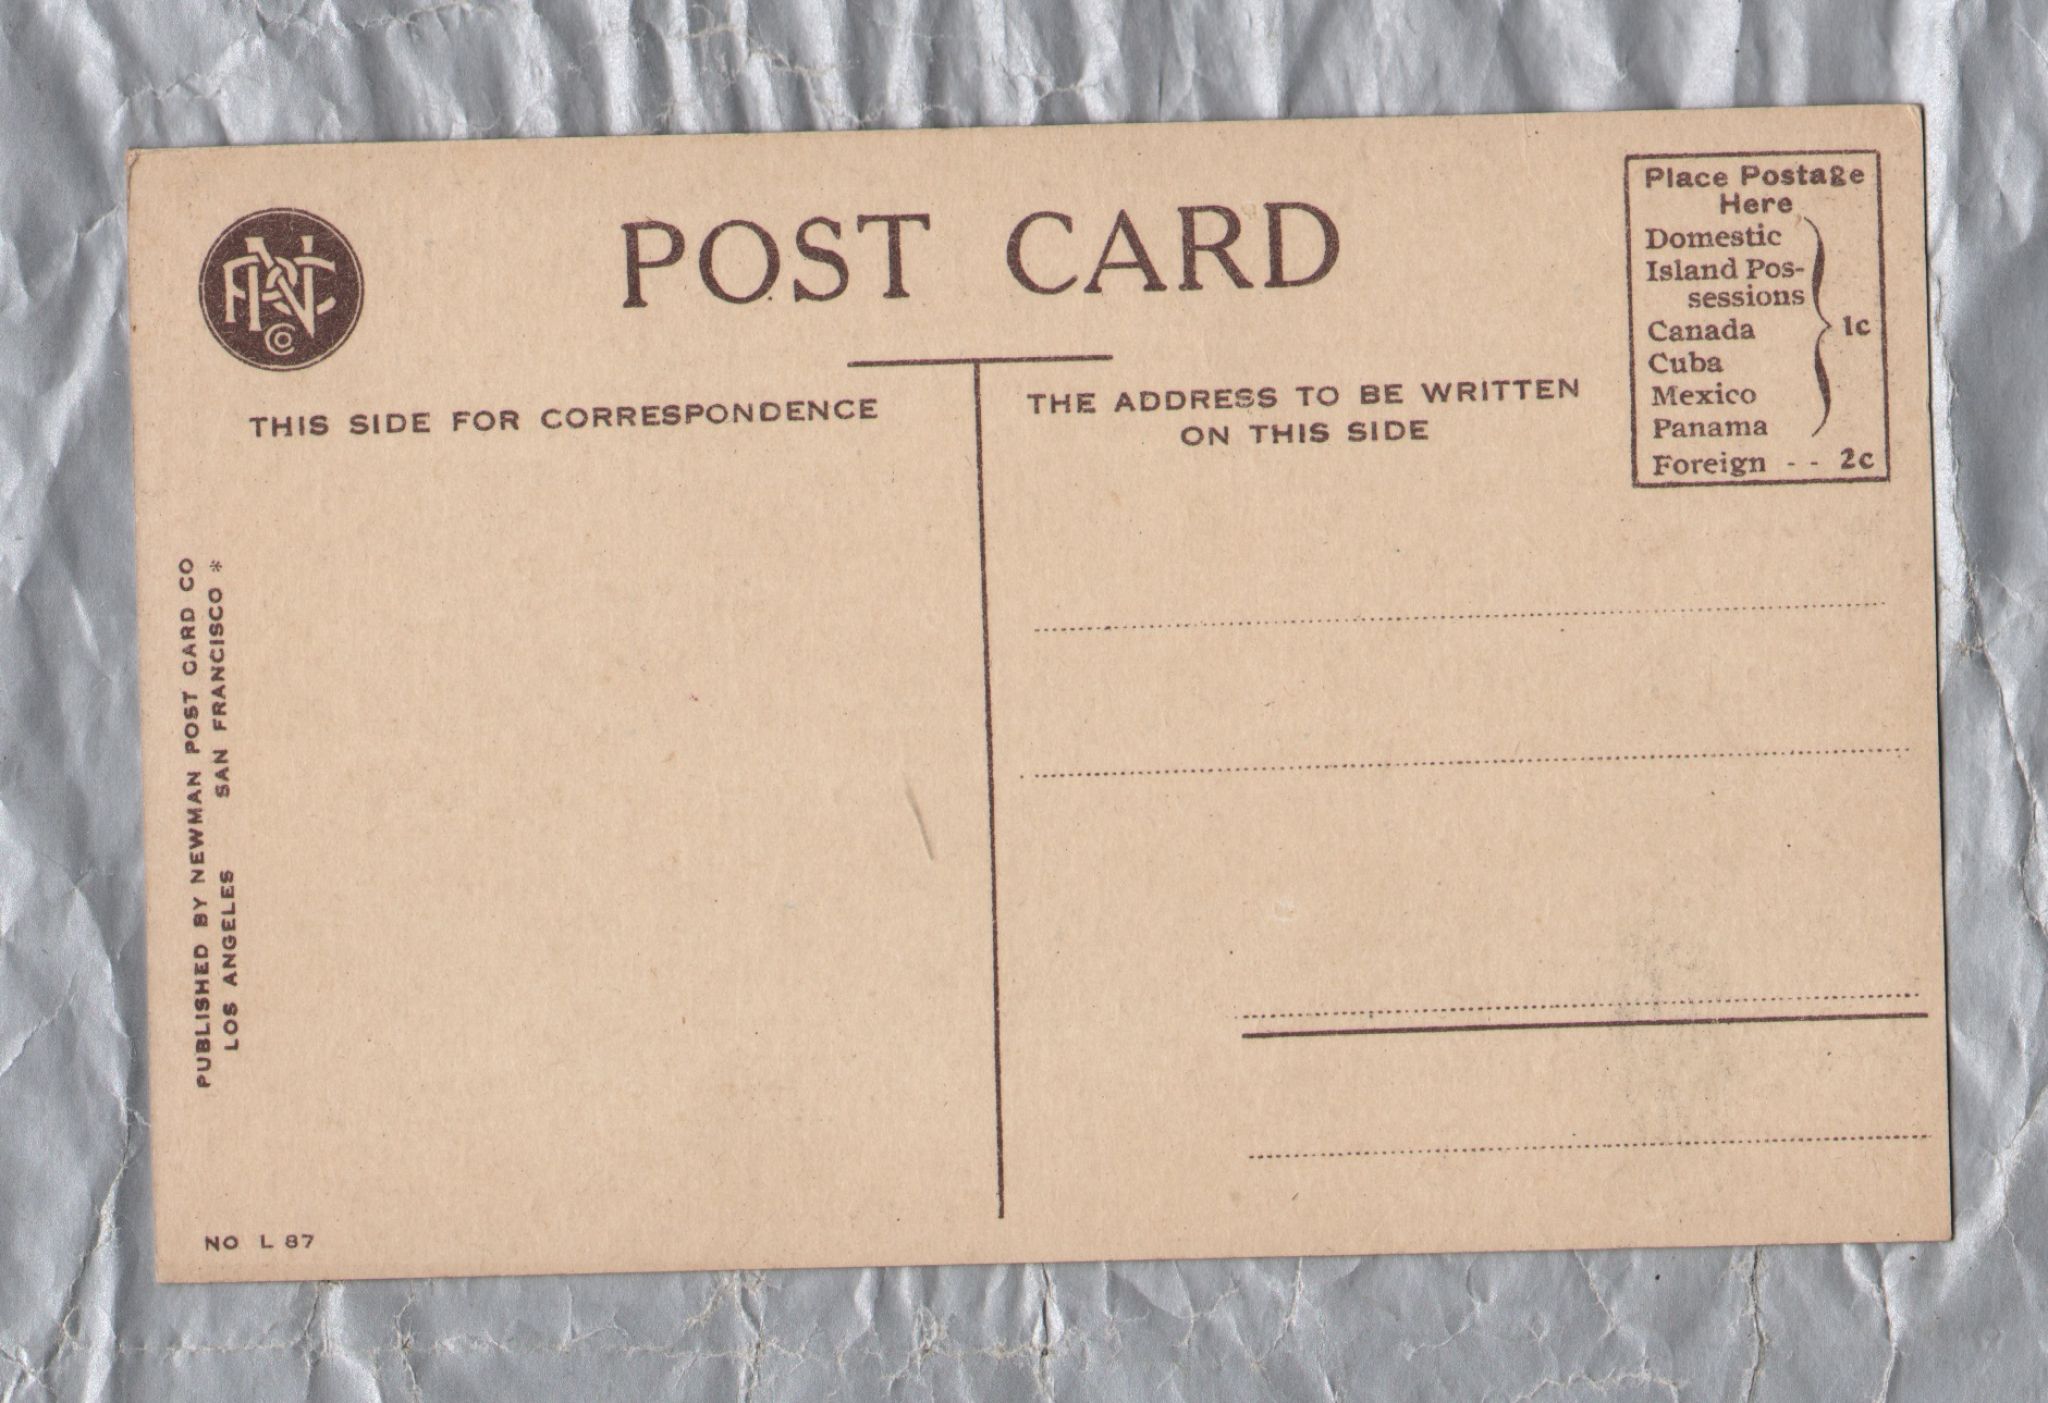 POST CARD
Place Postage
Here
Domestic
Island Pos-
sessions
Canada
Cuba
Mexico
Panama
1c
Foreign - - 2c
THIS SIDE FOR CORRESPONDENCE
THE ADDRESS TO BE WRITTEN
ON THIS SIDE
PUBLISHED BY NEWMAN POST CARD CO
LOS ANGELES SAN FRANCISCO *
NO L 87